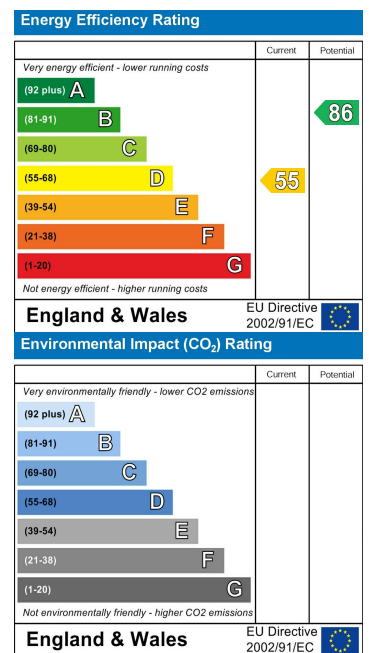 Energy Efficiency Rating
Current Potential
Very energy efficient - lower running costs
(92 plus) A
(81-91) B
86
(69-80) C
(55-68) D
55
(39-54) E
(21-38) F
(1-20) G
Not energy efficient - higher running costs
England & Wales
EU Directive
2002/91/EC
Environmental Impact (CO₂) Rating
Current Potential
Very environmentally friendly - lower CO2 emissions
(92 plus) A
(81-91) B
(69-80) C
(55-68) D
(39-54) E
(21-38) F
(1-20) G
Not environmentally friendly - higher CO2 emissions
England & Wales
EU Directive
2002/91/EC